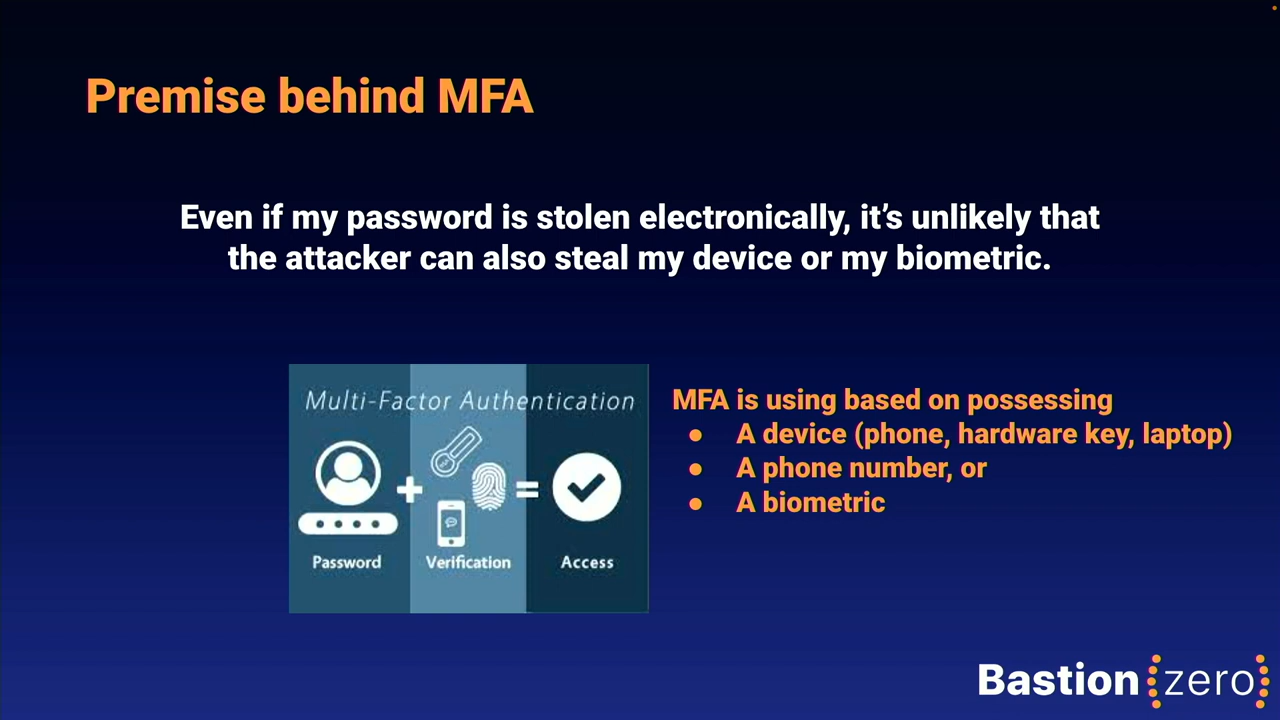 Premise behind MFA
Even if my password is stolen electronically, it's unlikely that
the attacker can also steal my device or my biometric.
Multi-Factor Authentication
Password
Verification
Access
MFA is using based on possessing
● A device (phone, hardware key, laptop)
● A phone number, or
● A biometric
Bastion zero